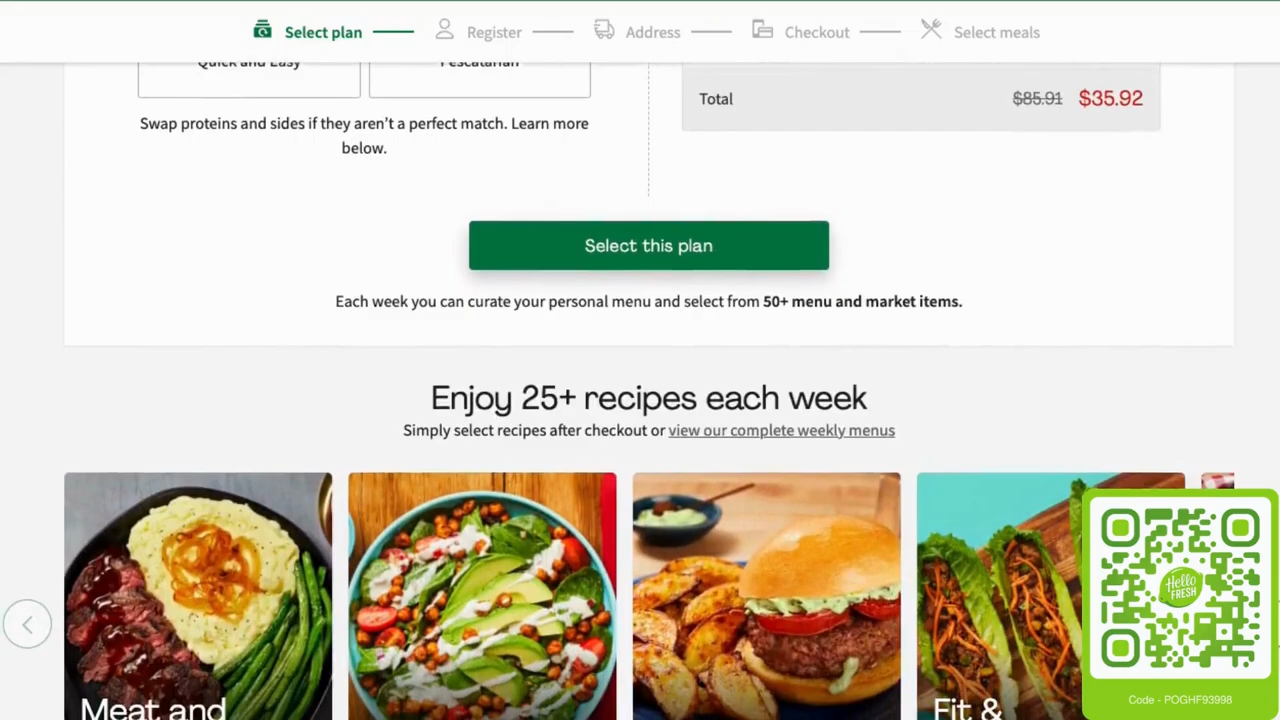 Select plan
Register
Address
Checkout
Select meals
Quick and Easy
Pescatarian
Swap proteins and sides if they aren't a perfect match. Learn more
below.
Total
$85.91
$35.92
Select this plan
Each week you can curate your personal menu and select from 50+ menu and market items.
Enjoy 25+ recipes each week
Simply select recipes after checkout or view our complete weekly menus
Meat and
Fit &
Hello
FRESH
Code - POGHF93998